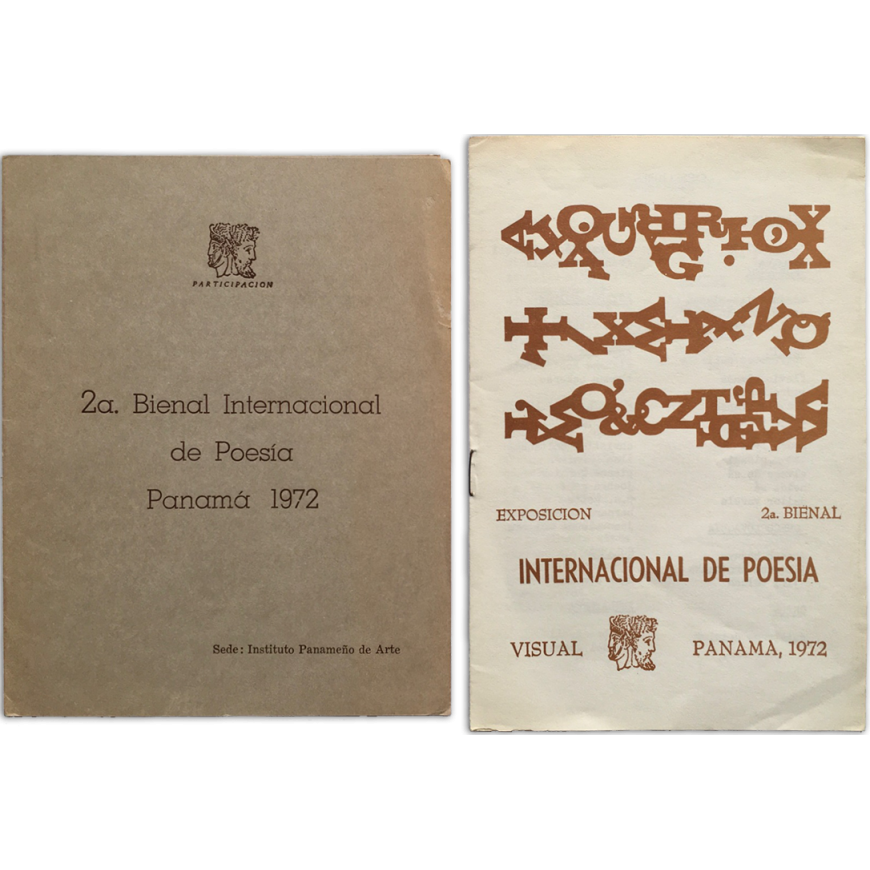 PARTICIPACION
2a. Bienal Internacional
de Poesía
Panamá 1972
Sede: Instituto Panameño de Arte
EXPOSICION 2a. BIENAL
INTERNACIONAL DE POESIA
VISUAL PANAMA, 1972